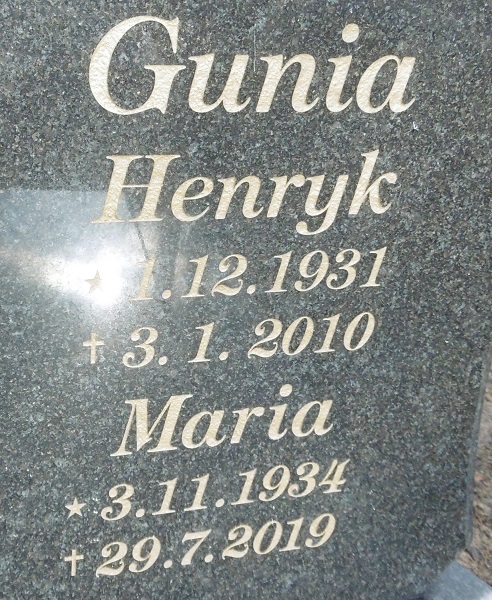 Gunia
Henryk
★ 1.12.1931
✝ 3. 1. 2010
Maria
★ 3.11.1934
✝ 29.7.2019